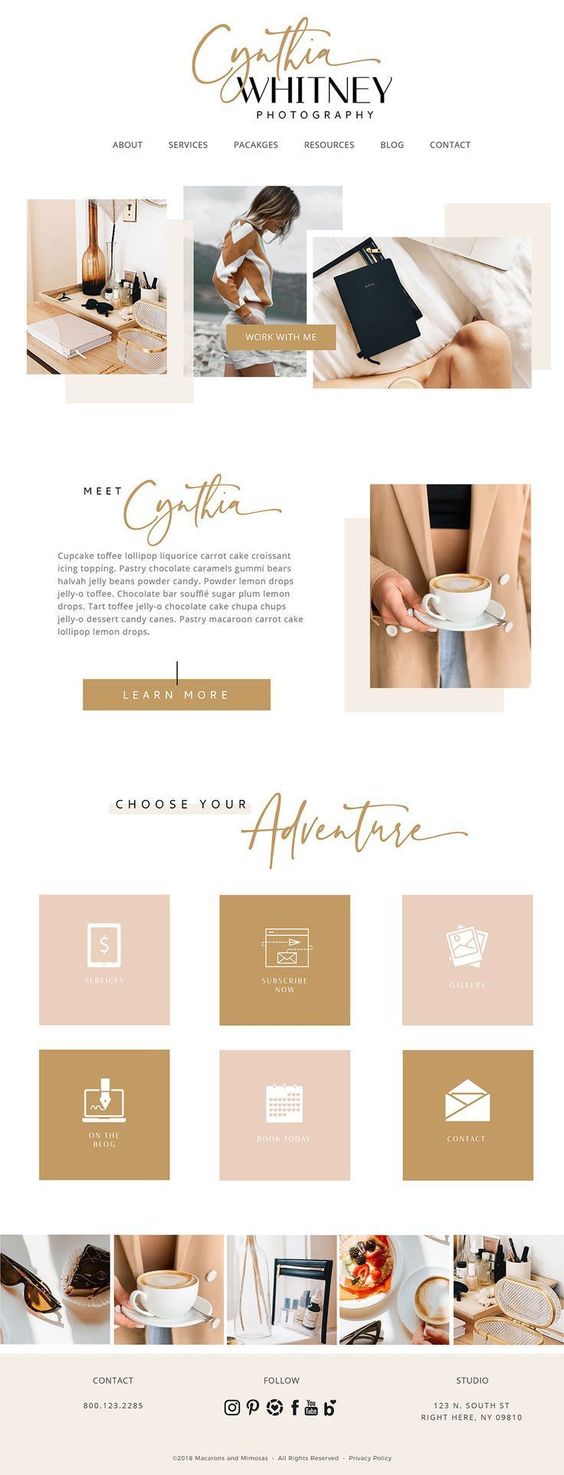 Cynthia
WHITNEY
PHOTOGRAPHY
ABOUT SERVICES PACAKGES RESOURCES BLOG CONTACT
WORK WITH ME
MEET Cynthia
Cupcake toffee lollipop liquorice carrot cake croissant
icing topping. Pastry chocolate caramels gummi bears
halvah jelly beans powder candy. Powder lemon drops
jelly-o toffee. Chocolate bar soufflé sugar plum lemon
drops. Tart toffee jelly-o chocolate cake chupa chups
jelly-o dessert candy canes. Pastry macaroon carrot cake
lollipop lemon drops.
LEARN MORE
CHOOSE YOUR Adventure
$
SERVICES
SUBSCRIBE
NOW
GALLERY
ON THE
BLOG
BOOK TODAY
CONTACT
CONTACT
800.123.2285
FOLLOW
You
Tube
STUDIO
123 N. SOUTH ST
RIGHT HERE, NY 09810
©2018 Macarons and Mimosas - All Rights Reserved - Privacy Policy